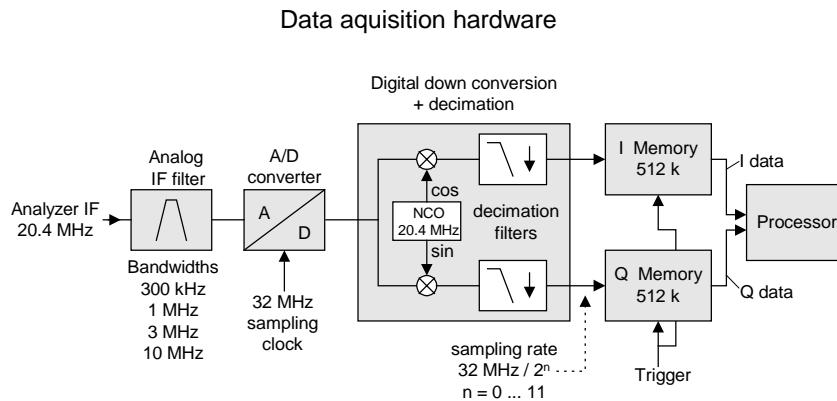 Data aquisition hardware
Digital down conversion
+ decimation
Analog
IF filter
A/D
converter
I Memory
512 k
I data
Analyzer IF
20.4 MHz
A
D
cos
NCO
20.4 MHz
sin
decimation
filters
Processor
Bandwidths
300 kHz
1 MHz
3 MHz
10 MHz
32 MHz
sampling
clock
Q Memory
512 k
Q data
sampling rate
32 MHz / 2ⁿ
n = 0 ... 11
Trigger